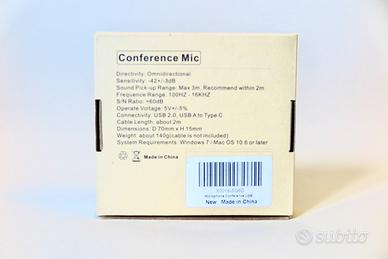 Conference Mic
Directivity: Omnidirectional
Sensitivity: -42+/-3dB
Sound Pick-up Range: Max 3m, Recommend within 2m
Frequence Range: 100HZ - 16KHZ
S/N Ratio: +60dB
Operate Voltage: 5V+/-5%
Connectivity: USB 2.0, USB A to Type C
Cable Length: about 2m
Dimensions: D 70mm x H 15mm
Weight: about 140g(cable is not included)
System Requirements: Windows 7 / Mac OS 10.6 or later
Made in China
Microphone Conference USB
New Made in China
subito